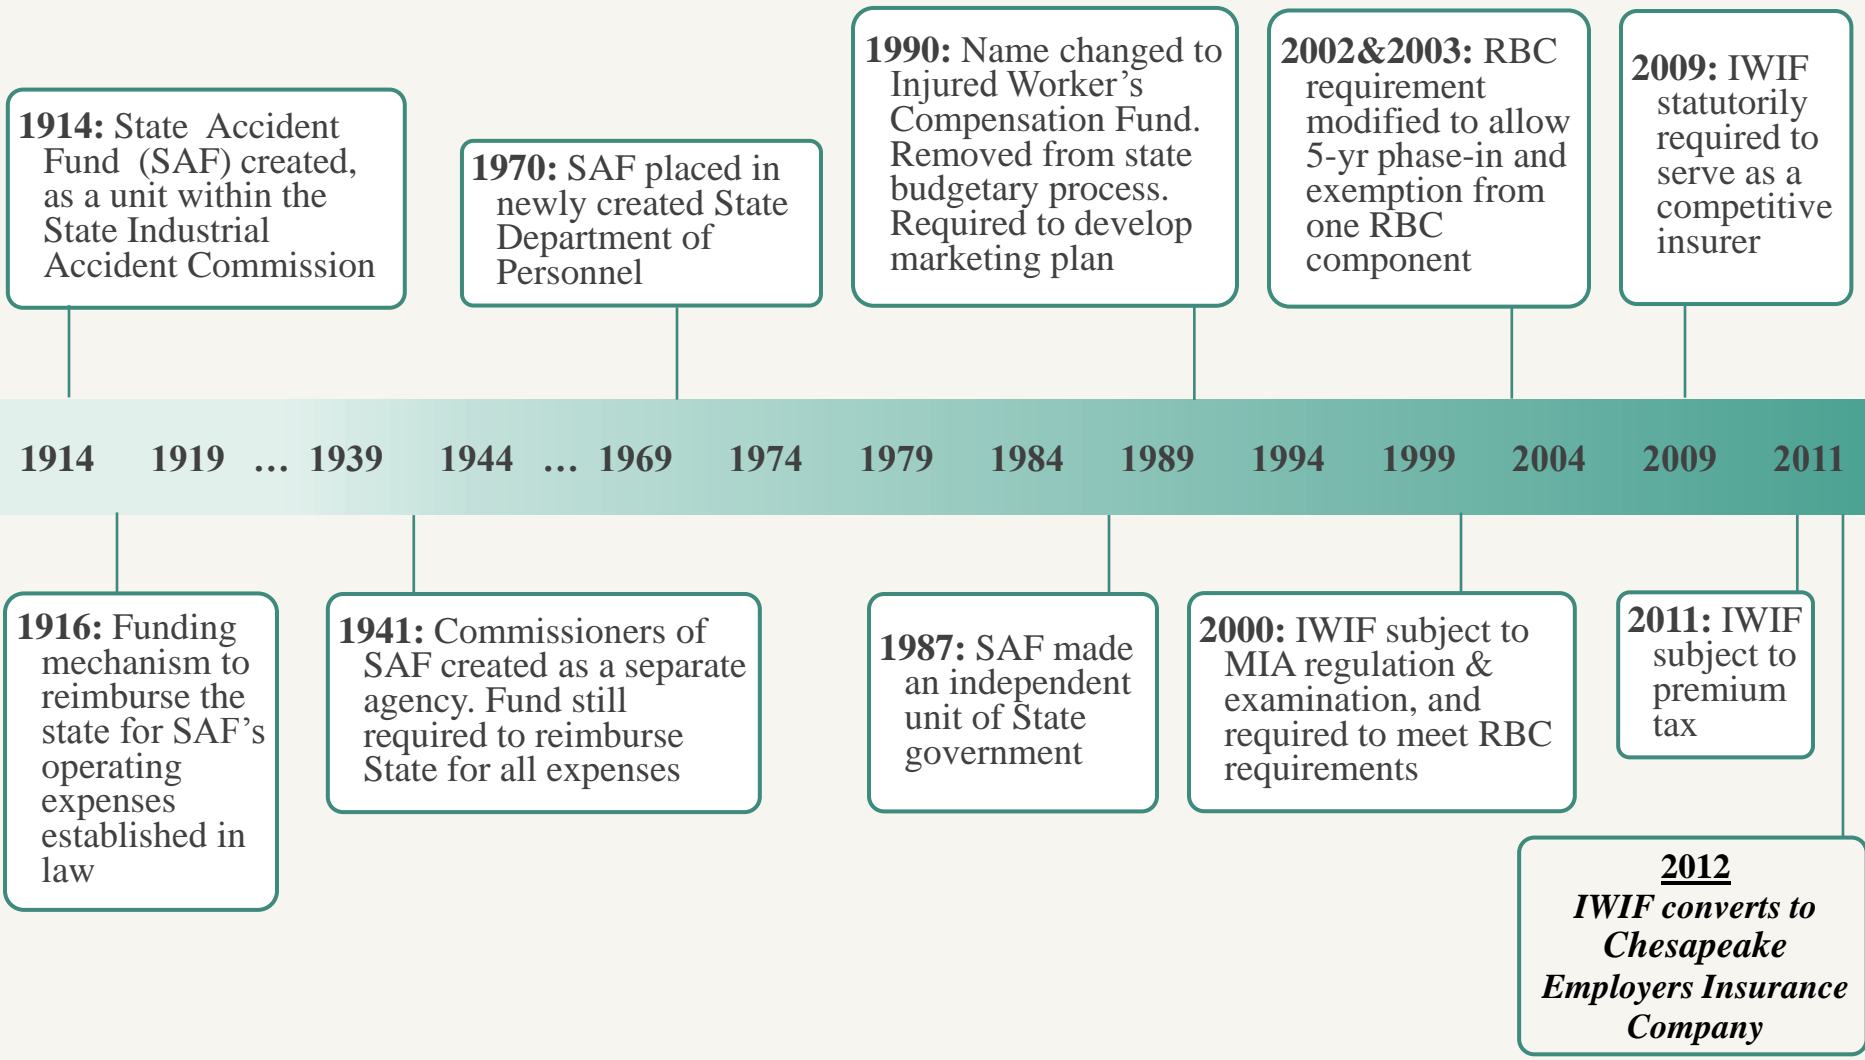 1914: State Accident
Fund (SAF) created,
as a unit within the
State Industrial
Accident Commission
1970: SAF placed in
newly created State
Department of
Personnel
1990: Name changed to
Injured Worker’s
Compensation Fund.
Removed from state
budgetary process.
Required to develop
marketing plan
2002&2003: RBC
requirement
modified to allow
5-yr phase-in and
exemption from
one RBC
component
2009: IWIF
statutorily
required to
serve as a
competitive
insurer
1914 1919 … 1939 1944 … 1969 1974 1979 1984 1989 1994 1999 2004 2009 2011
1916: Funding
mechanism to
reimburse the
state for SAF’s
operating
expenses
established in
law
1941: Commissioners of
SAF created as a separate
agency. Fund still
required to reimburse
State for all expenses
1987: SAF made
an independent
unit of State
government
2000: IWIF subject to
MIA regulation &
examination, and
required to meet RBC
requirements
2011: IWIF
subject to
premium
tax
2012
IWIF converts to
Chesapeake
Employers Insurance
Company